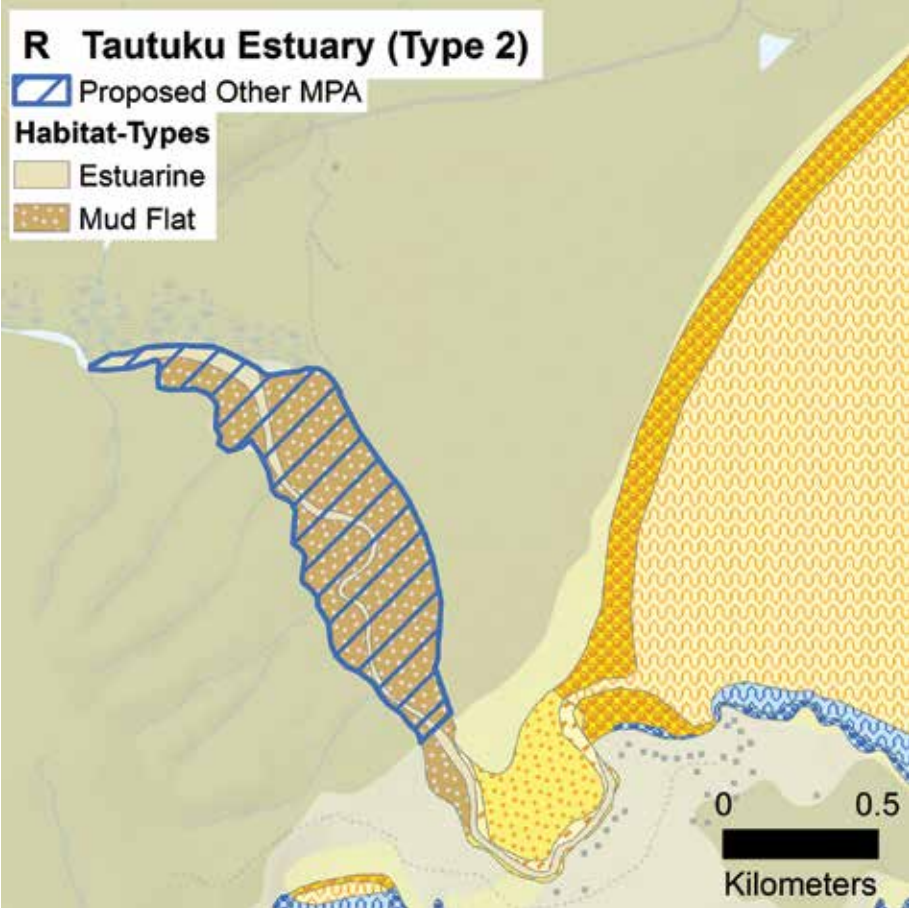 R Tautuku Estuary (Type 2)
Proposed Other MPA
Habitat-Types
Estuarine
Mud Flat
0 0.5
Kilometers